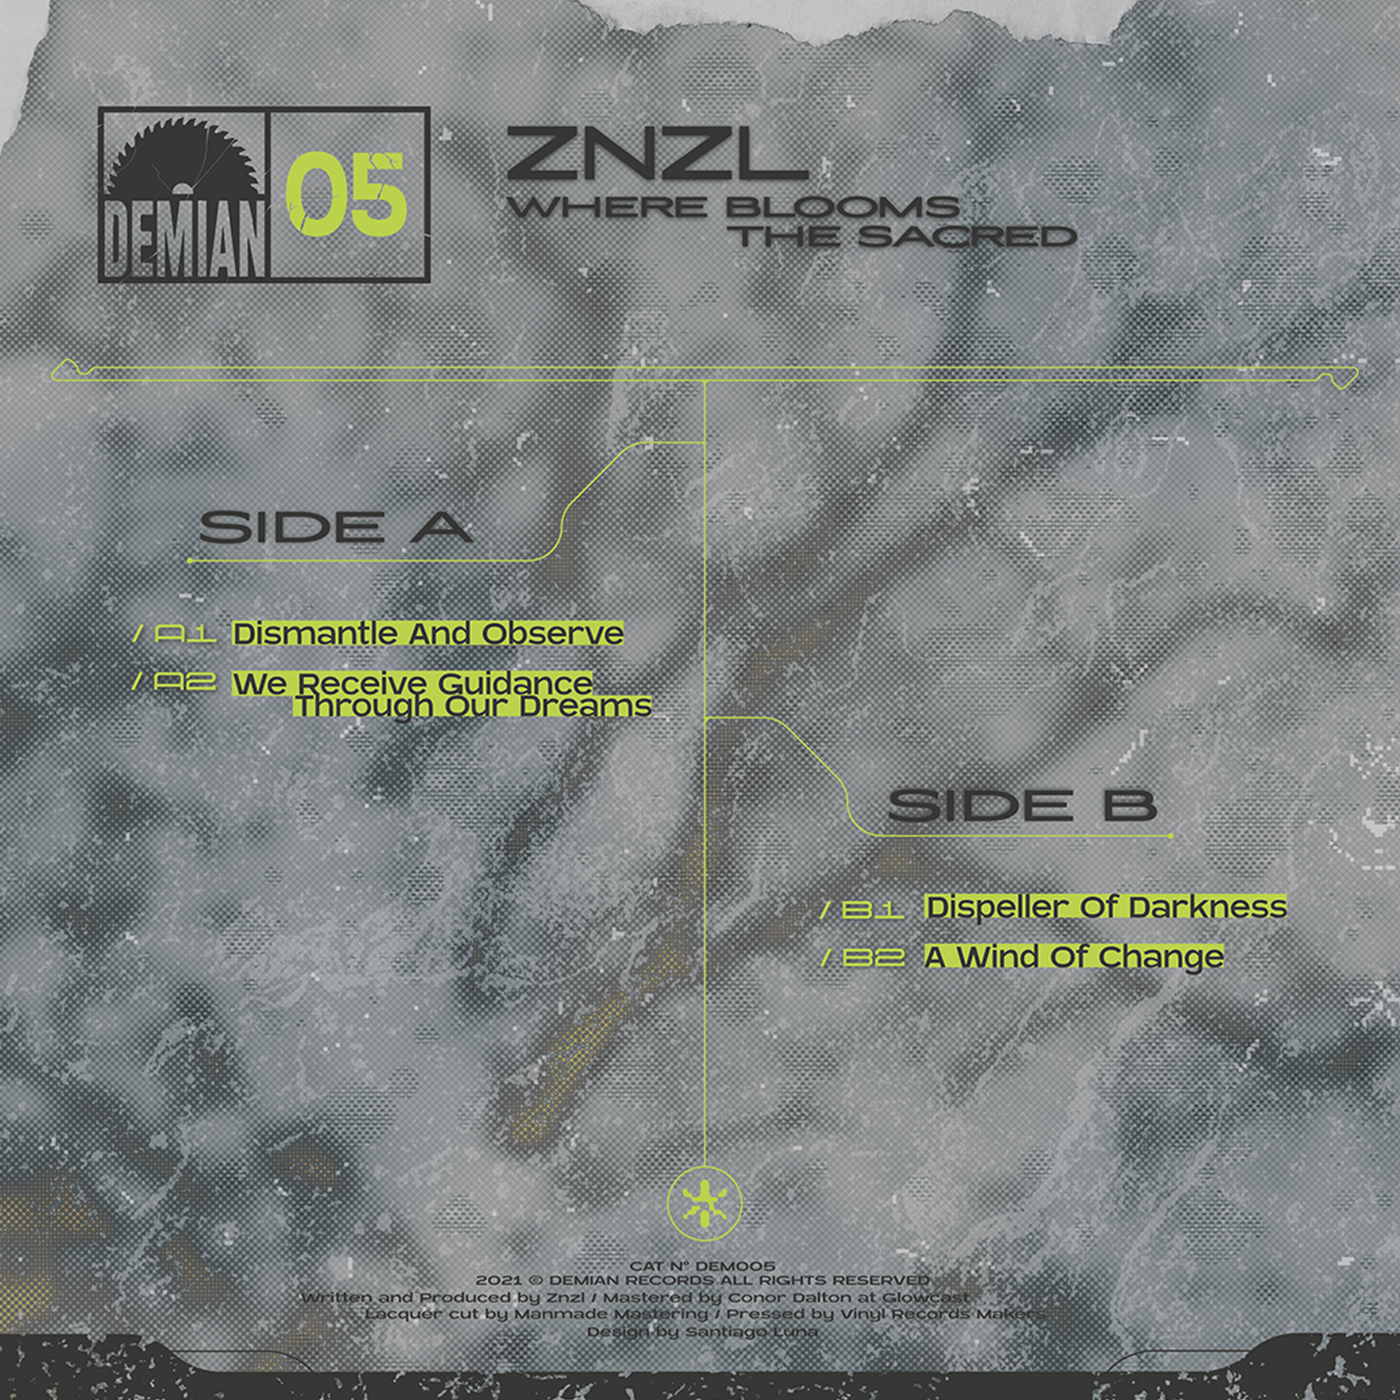 DEMIAN
05
ZNZL
WHERE BLOOMS
THE SACRED
SIDE A
/ A1 Dismantle And Observe
/ A2 We Receive Guidance
Through Our Dreams
SIDE B
/ B1 Dispeller Of Darkness
/ B2 A Wind Of Change
CAT N° DEM005
2021 © DEMIAN RECORDS ALL RIGHTS RESERVED
Written and Produced by Znzl / Mastered by Conor Dalton at Glowcast
Lacquer cut by Manmade Mastering / Pressed by Vinyl Records Makers
Design by Santiago Luna